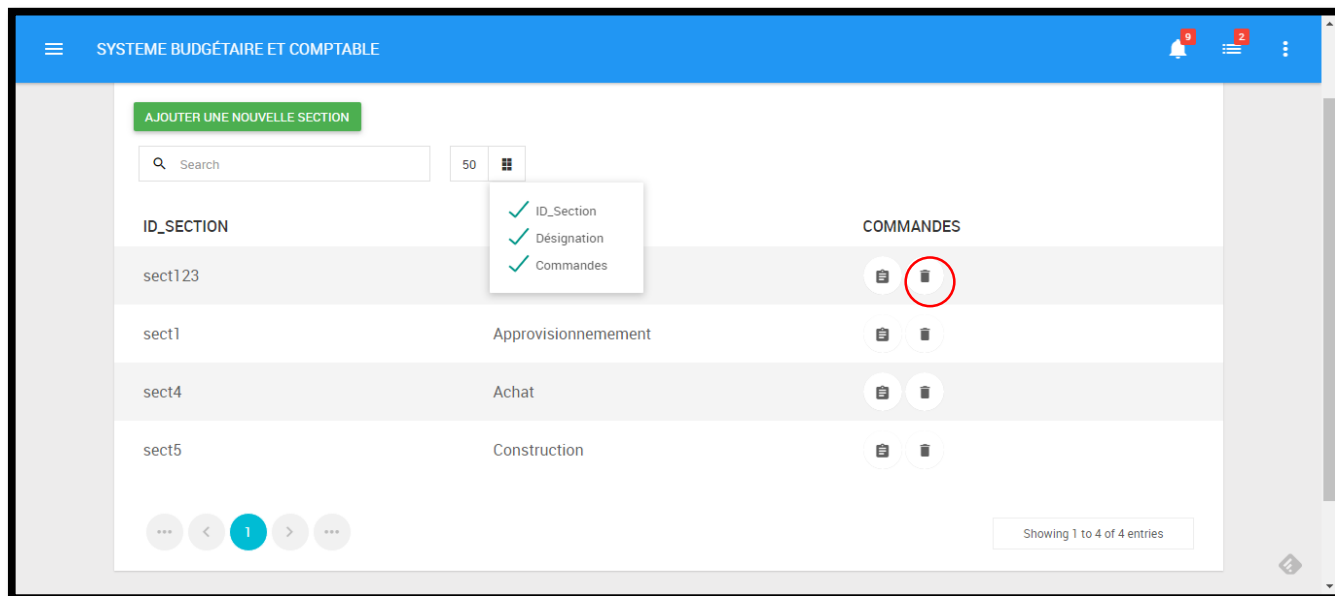 SYSTEME BUDGÉTAIRE ET COMPTABLE
9
2
AJOUTER UNE NOUVELLE SECTION
Search
50
ID_Section
Désignation
Commandes
ID_SECTION
COMMANDES
sect123
sect1
Approvisionnemement
sect4
Achat
sect5
Construction
1
Showing 1 to 4 of 4 entries